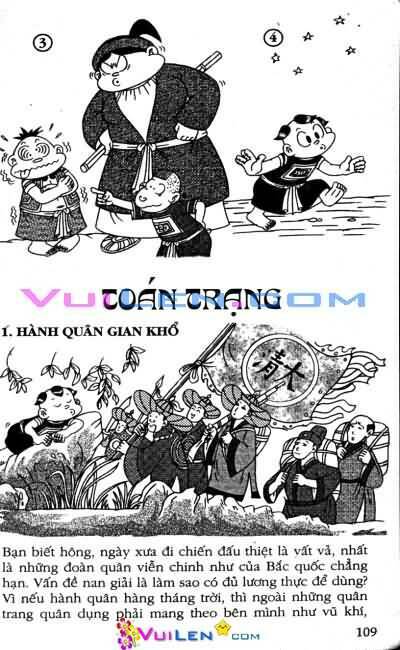 3
4
TOÁN TRẠNG
VUILEN.COM
1. HÀNH QUÂN GIAN KHỔ
大清
Bạn biết hông, ngày xưa đi chiến đấu thiệt là vất vả, nhất
là những đoàn quân viễn chinh như của Bắc quốc chẳng
hạn. Vấn đề nan giải là làm sao có đủ lương thực để dùng?
Vì nếu hành quân hàng tháng trời, thì ngoài những quân
trang quân dụng phải mang theo bên mình như vũ khí,
VUILEN.COM
109